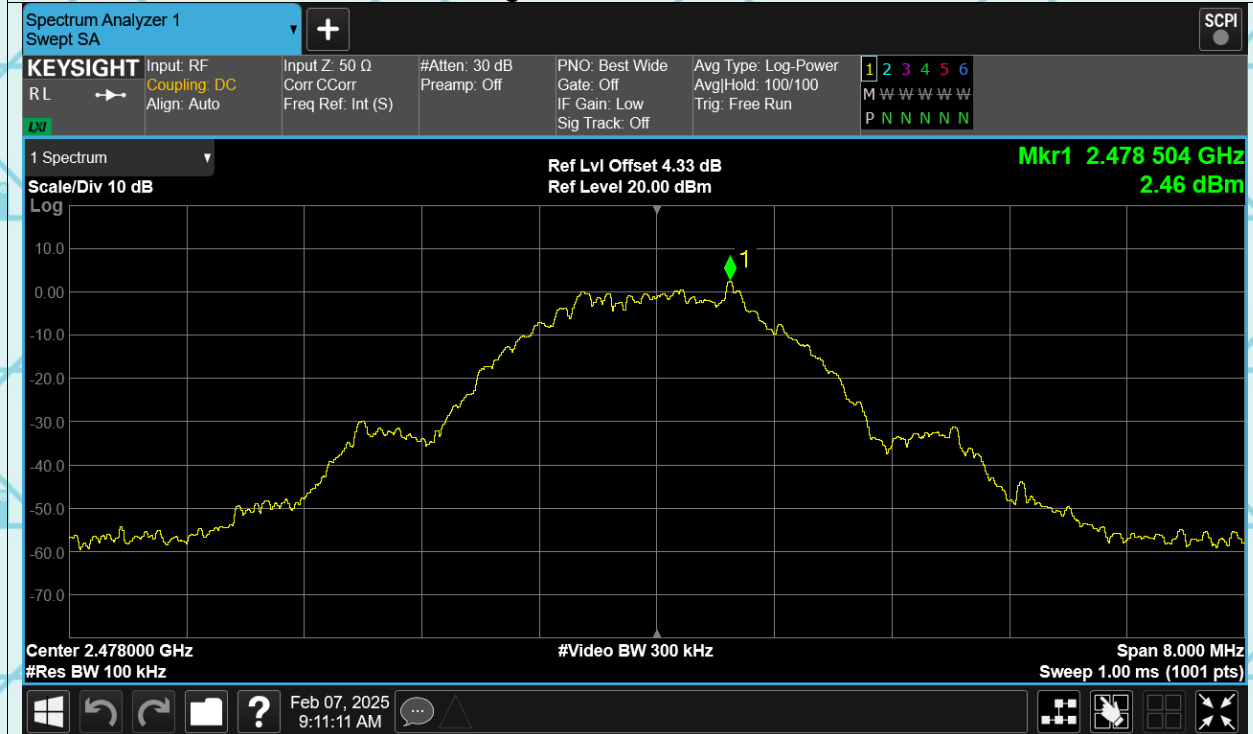 Spectrum Analyzer 1
Swept SA
SCPI
KEYSIGHT
R L
LXI
Input: RF
Coupling: DC
Align: Auto
Input Z: 50 Ω
Corr CCorr
Freq Ref: Int (S)
#Atten: 30 dB
Preamp: Off
PNO: Best Wide
Gate: Off
IF Gain: Low
Sig Track: Off
Avg Type: Log-Power
Avg|Hold: 100/100
Trig: Free Run
1 2 3 4 5 6
M W W W W W
P N N N N N
1 Spectrum
Scale/Div 10 dB
Log
Ref Lvl Offset 4.33 dB
Ref Level 20.00 dBm
Mkr1 2.478 504 GHz
2.46 dBm
1
10.0
0.00
-10.0
-20.0
-30.0
-40.0
-50.0
-60.0
-70.0
Center 2.478000 GHz
#Res BW 100 kHz
#Video BW 300 kHz
Span 8.000 MHz
Sweep 1.00 ms (1001 pts)
Feb 07, 2025
9:11:11 AM